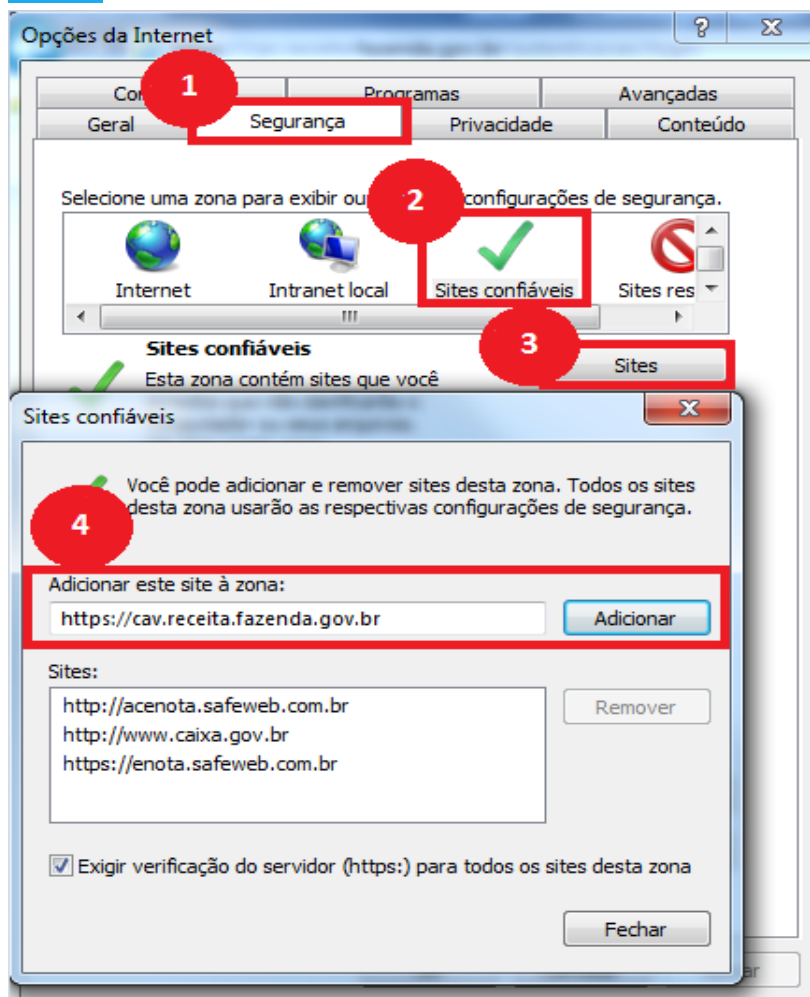 Opções da Internet
1
Programas
Avançadas
Geral
Segurança
Privacidade
Conteúdo
Selecione uma zona para exibir ou
2
configurações de segurança.
Internet
Intranet local
Sites confiáveis
Sites res
Sites confiáveis
3
Sites
Esta zona contém sites que você
Sites confiáveis
Você pode adicionar e remover sites desta zona. Todos os sites
desta zona usarão as respectivas configurações de segurança.
4
Adicionar este site à zona:
https://cav.receita.fazenda.gov.br
Adicionar
Sites:
http://acenota.safeweb.com.br
http://www.caixa.gov.br
https://enota.safeweb.com.br
Remover
Exigir verificação do servidor (https:) para todos os sites desta zona
Fechar